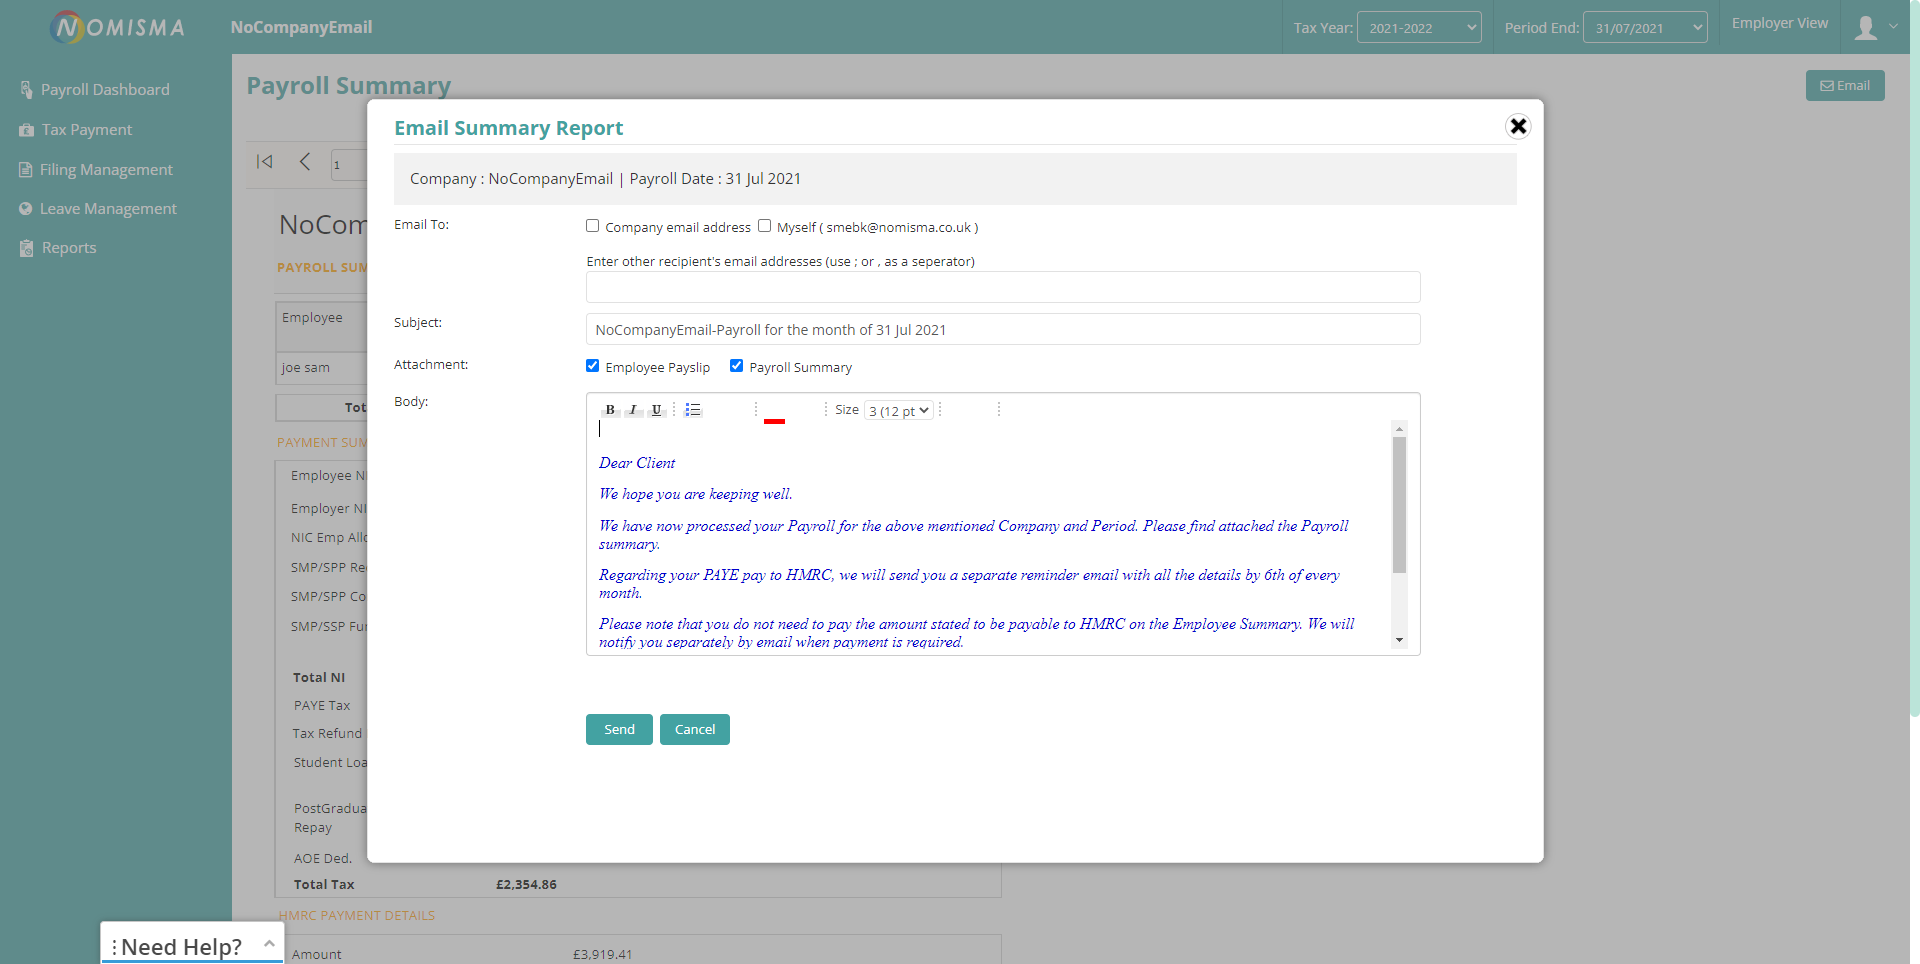 NOMISMA
NoCompanyEmail
Tax Year: 2021-2022
Period End: 31/07/2021
Employer View
Payroll Dashboard
Tax Payment
Filing Management
Leave Management
Reports
Payroll Summary
Email
1
NoCom
PAYROLL SUM
Employee
joe sam
Tot
PAYMENT SUM
Employee NI
Employer NI
NIC Emp Allo
SMP/SPP Re
SMP/SPP Co
SMP/SSP Fu
Total NI
PAYE Tax
Tax Refund
Student Loa
PostGradua
Repay
AOE Ded.
Total Tax £2,354.86
HMRC PAYMENT DETAILS
Amount £3,919.41
Need Help?
Email Summary Report
Company : NoCompanyEmail | Payroll Date : 31 Jul 2021
Email To: Company email address Myself ( smebk@nomisma.co.uk )
Enter other recipient's email addresses (use ; or , as a seperator)
Subject: NoCompanyEmail-Payroll for the month of 31 Jul 2021
Attachment: Employee Payslip Payroll Summary
Body:
B I U Size 3 (12 pt
Dear Client
We hope you are keeping well.
We have now processed your Payroll for the above mentioned Company and Period. Please find attached the Payroll
summary.
Regarding your PAYE pay to HMRC, we will send you a separate reminder email with all the details by 6th of every
month.
Please note that you do not need to pay the amount stated to be payable to HMRC on the Employee Summary. We will
notify you separately by email when payment is required.
Send Cancel